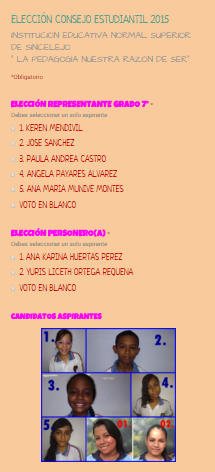 ELECCIÓN CONSEJO ESTUDIANTIL 2015
INSTITUCION EDUCATIVA NORMAL SUPERIOR
DE SINCELEJO
" LA PEDAGOGIA NUESTRA RAZON DE SER"
*Obligatorio
ELECCIÓN REPRESENTANTE GRADO 7° *
Debes seleccionar un solo aspirante
1. KEREN MENDIVIL
2. JOSE SANCHEZ
3. PAULA ANDREA CASTRO
4. ANGELA PAYARES ALVAREZ
5. ANA MARIA MUNIVE MONTES
VOTO EN BLANCO
ELECCIÓN PERSONERO(A) *
Debes seleccionar un solo aspirante
1. ANA KARINA HUERTAS PEREZ
2. YURIS LICETH ORTEGA REQUENA
VOTO EN BLANCO
CANDIDATOS ASPIRANTES
1. 2.
3. 4.
5. 01 02